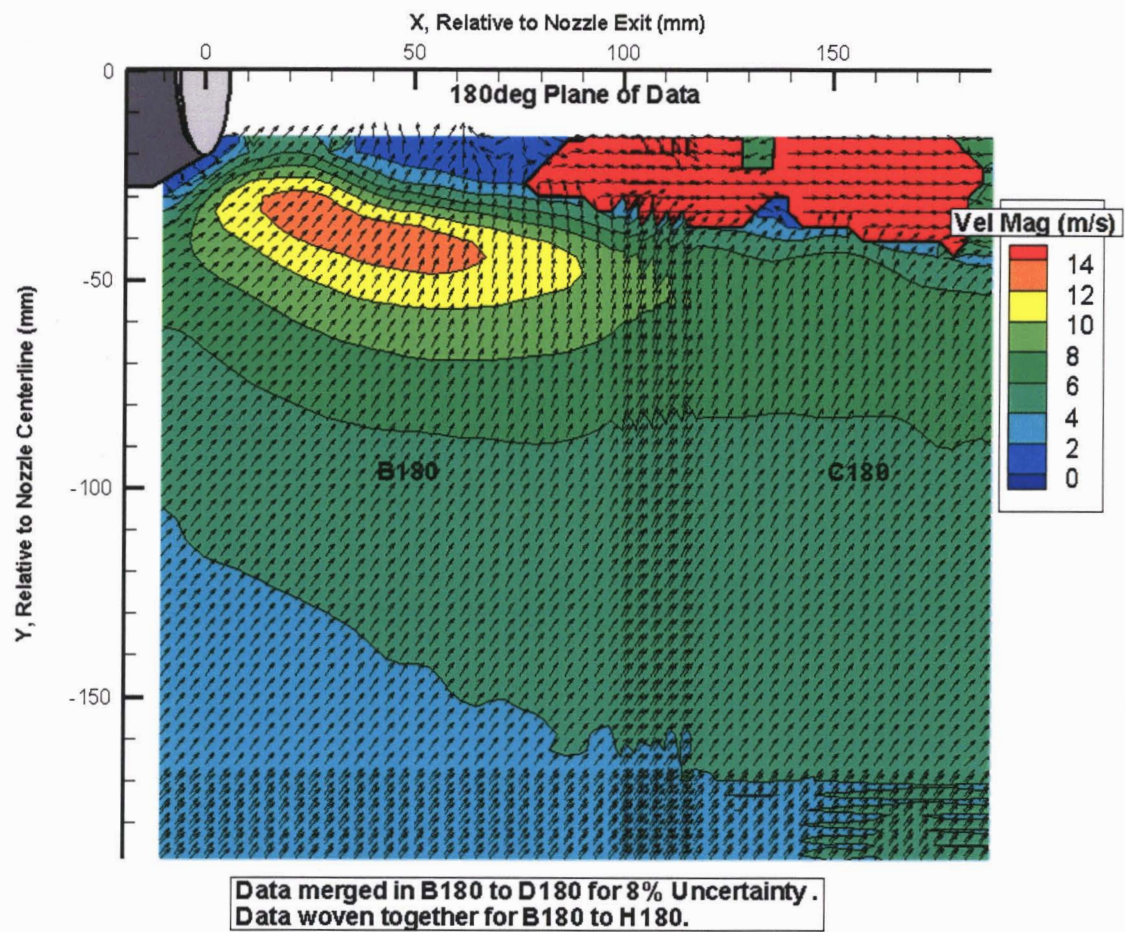 X, Relative to Nozzle Exit (mm)
0 50 100 150
0
180deg Plane of Data
Vel Mag (m/s)
14
-50
12
10
8
6
4
2
0
Y, Relative to Nozzle Centerline (mm)
B180 C180
-100
-150
Data merged in B180 to D180 for 8% Uncertainty .
Data woven together for B180 to H180.